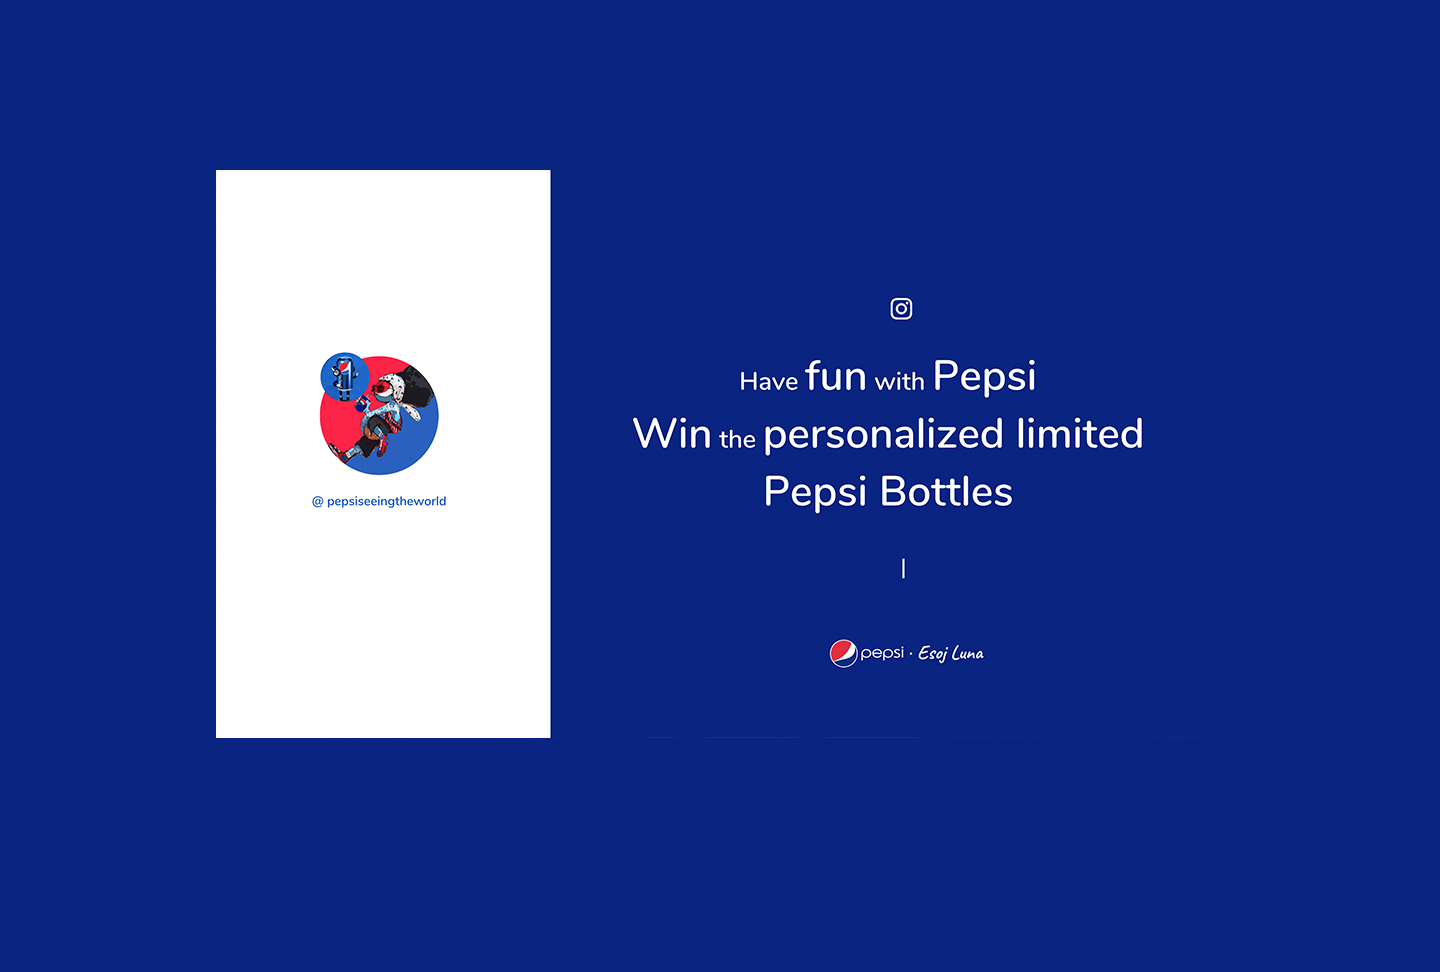 @ pepsiseeingtheworld
Have fun with Pepsi
Win the personalized limited
Pepsi Bottles
|
pepsi · Esoj Luna